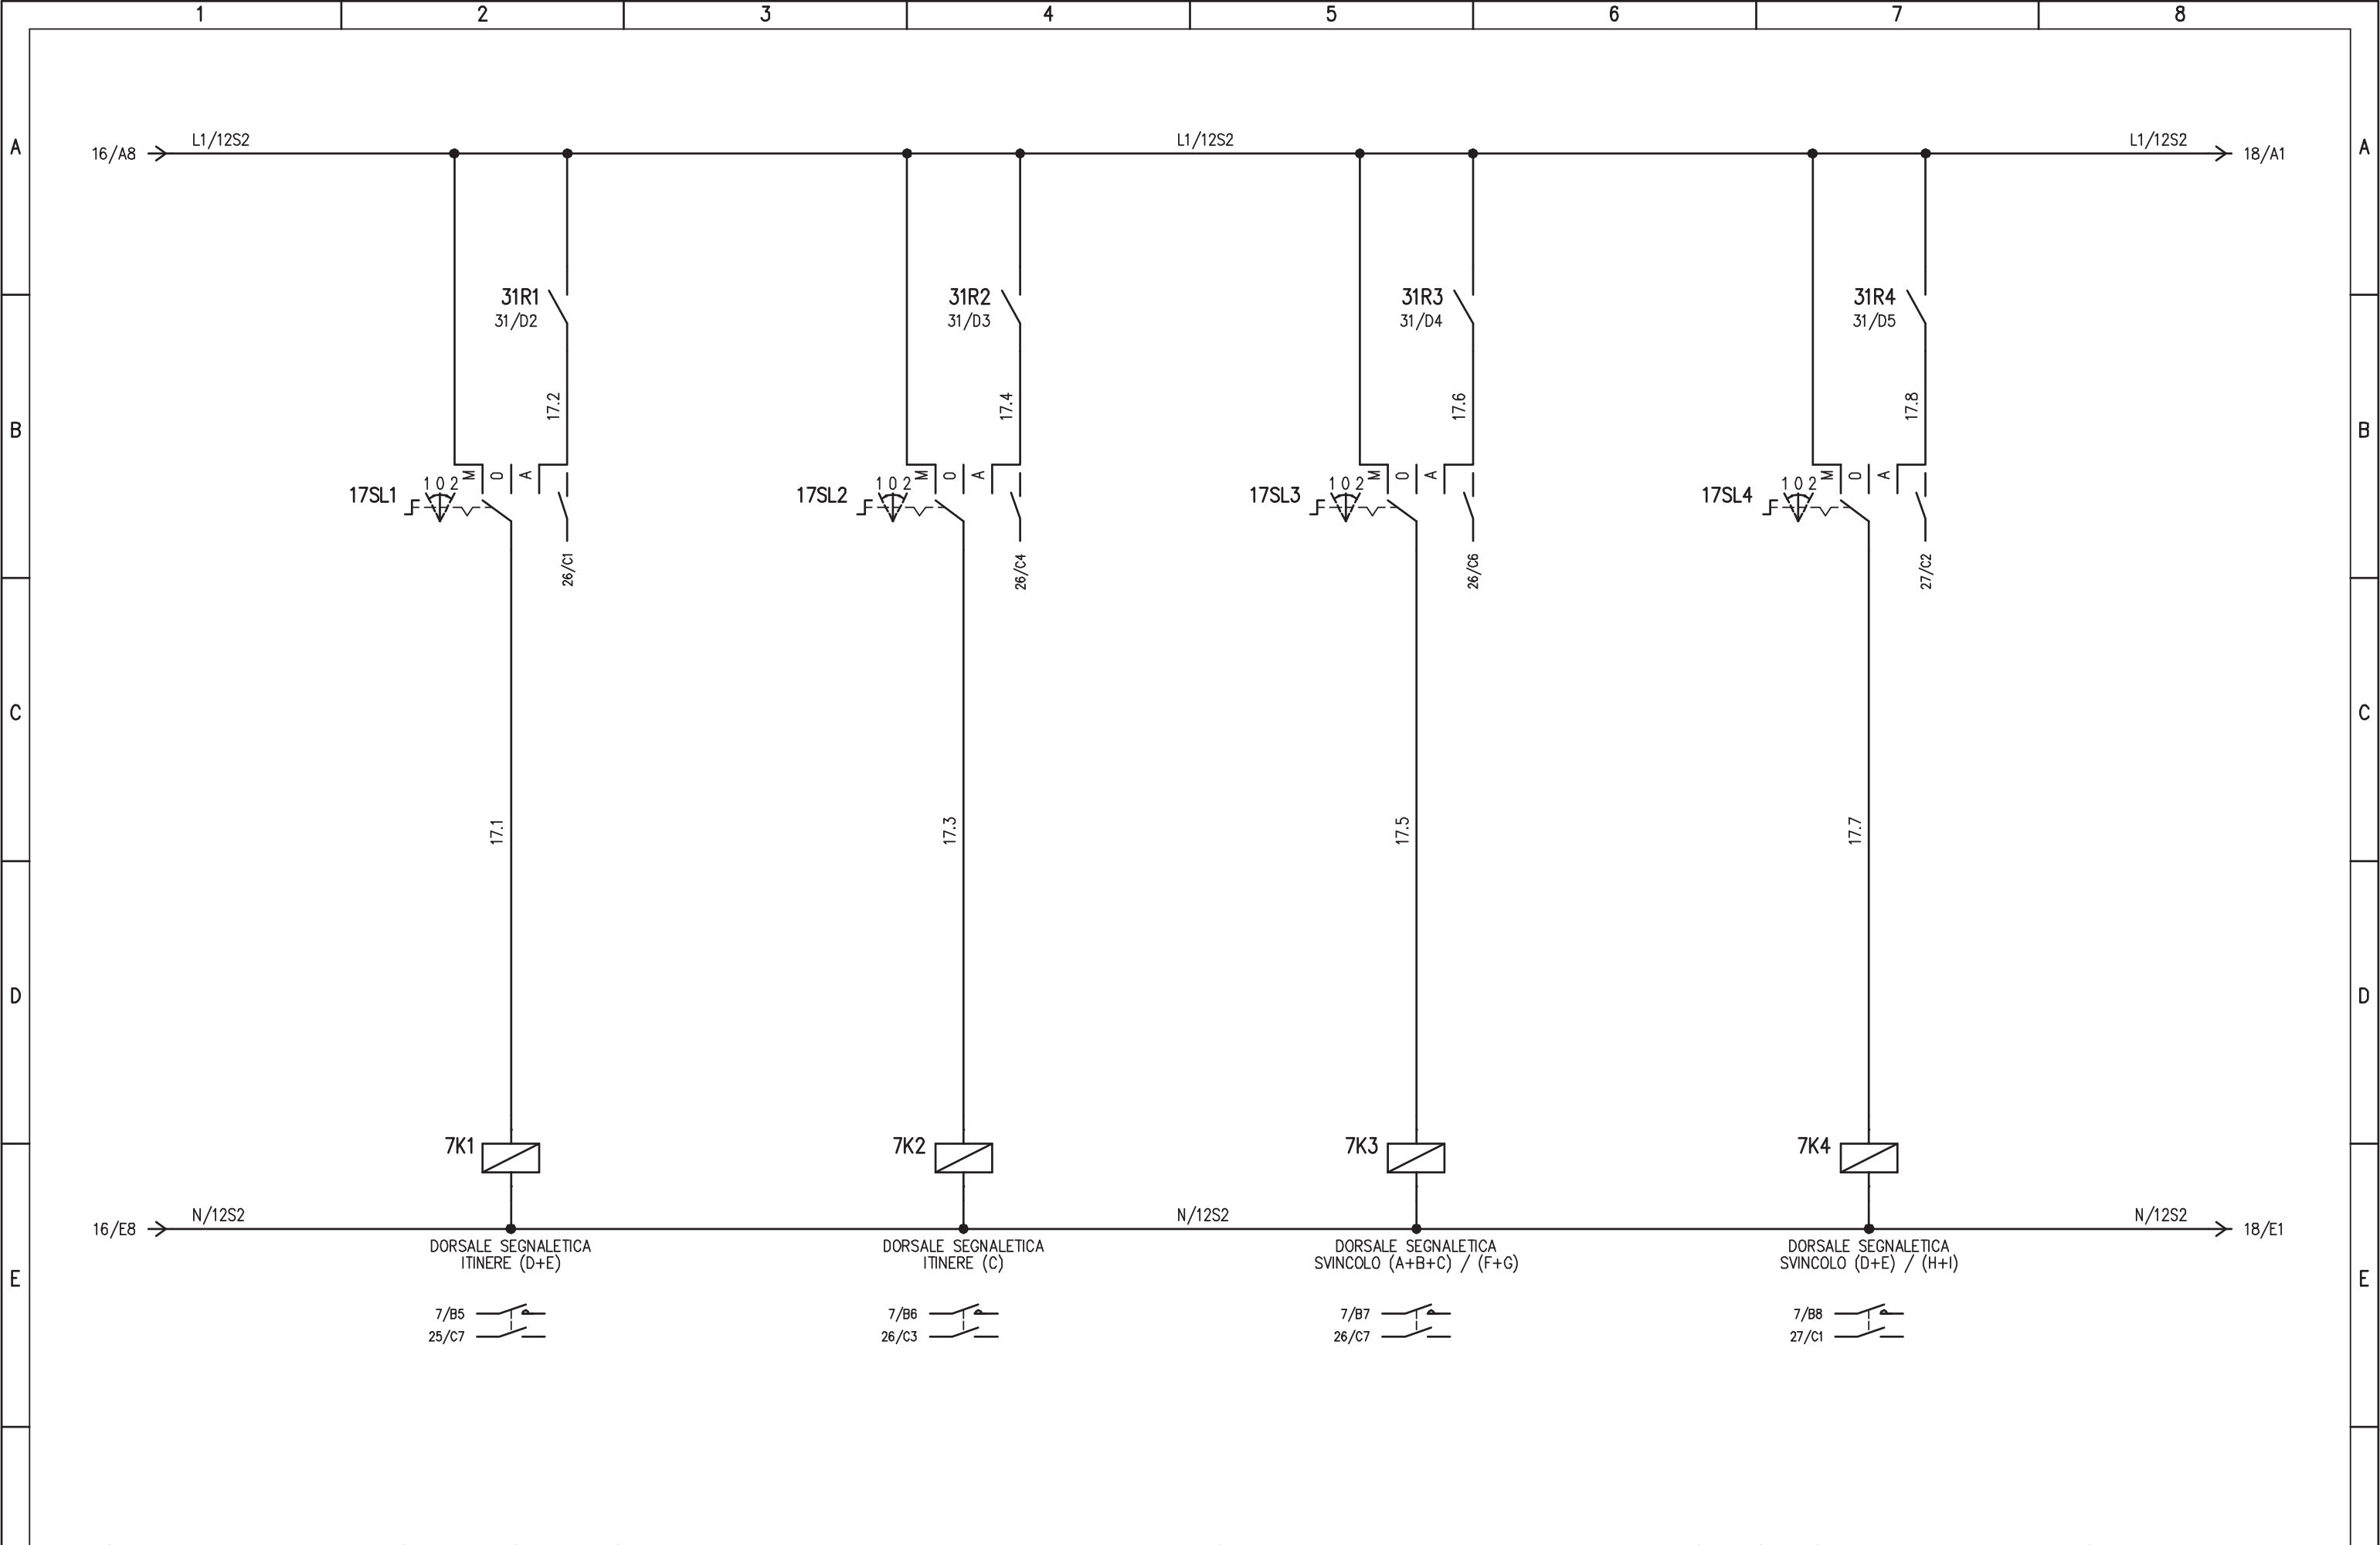 1 2 3 4 5 6 7 8
A A
L1/12S2 L1/12S2 L1/12S2
16/A8 18/A1
31R1 31R2 31R3 31R4
31/D2 31/D3 31/D4 31/D5
17.2 17.4 17.6 17.8
B B
M O A M O A M O A M O A
1 0 2 1 0 2 1 0 2 1 0 2
17SL1 17SL2 17SL3 17SL4
26/C1 26/C4 26/C6 27/C2
C C
17.1 17.3 17.5 17.7
D D
7K1 7K2 7K3 7K4
N/12S2 N/12S2 N/12S2
16/E8 18/E1
DORSALE SEGNALETICA DORSALE SEGNALETICA DORSALE SEGNALETICA DORSALE SEGNALETICA
ITINERE (D+E) ITINERE (C) SVINCOLO (A+B+C) / (F+G) SVINCOLO (D+E) / (H+I)
E E
7/B5 7/B6 7/B7 7/B8
25/C7 26/C3 26/C7 27/C1